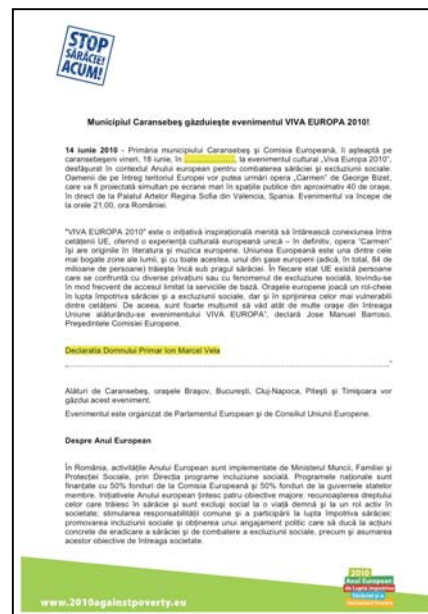 STOP
SĂRĂCIE!
ACUM!
Municipiul Caransebeş găzduieşte evenimentul VIVA EUROPA 2010!
14 iunie 2010 - Primăria municipiului Caransebeş şi Comisia Europeană, îi aşteaptă pe
caransebeşeni vineri, 18 iunie, în , la evenimentul cultural „Viva Europa 2010”,
desfăşurat în contextul Anului european pentru combaterea sărăciei şi excluziunii sociale.
Oamenii de pe întreg teritoriul Europei vor putea urmări opera „Carmen” de George Bizet,
care va fi proiectată simultan pe ecrane mari în spaţiile publice din aproximativ 40 de oraşe,
în direct de la Palatul Artelor Regina Sofia din Valencia, Spania. Evenimentul va începe de
la orele 21.00, ora României.
"VIVA EUROPA 2010" este o iniţiativă inspiraţională menită să întărească conexiunea între
cetăţenii UE, oferind o experienţă culturală europeană unică – în definitiv, opera “Carmen”
îşi are originile în literatura şi muzica europene. Uniunea Europeană este una dintre cele
mai bogate zone ale lumii, şi cu toate acestea, unul din şase europeni (adică, în total, 84 de
milioane de persoane) trăieşte încă sub pragul sărăciei. În fiecare stat UE există persoane
care se confruntă cu diverse privaţiuni sau cu fenomenul de excluziune socială, lovindu-se
în mod frecvent de accesul limitat la serviciile de bază. Oraşele europene joacă un rol-cheie
în lupta împotriva sărăciei şi a excluziunii sociale, dar şi în sprijinirea celor mai vulnerabili
dintre cetăţeni. De aceea, sunt foarte mulţumit să văd atât de multe oraşe din întreaga
Uniune alăturându-se evenimentului VIVA EUROPA”, declară Jose Manuel Barroso,
Preşedintele Comisiei Europene.
Declaratia Domnului Primar Ion Marcel Vela
Alături de Caransebeş, oraşele Braşov, Bucureşti, Cluj-Napoca, Piteşti şi Timişoara vor
găzdui acest eveniment.
Evenimentul este organizat de Parlamentul European şi de Consiliul Uniunii Europene.
Despre Anul European
În România, activităţile Anului European sunt implementate de Ministerul Muncii, Familiei şi
Protecţiei Sociale, prin Direcţia programe incluziune socială. Programele naţionale sunt
finanţate cu 50% fonduri de la Comisia Europeană şi 50% fonduri de la guvernele statelor
membre. Iniţiativele Anului european ţintesc patru obiective majore: recunoaşterea dreptului
celor care trăiesc în sărăcie şi sunt excluşi social la o viaţă demnă şi la un rol activ în
societate; stimularea responsabilităţii comune şi a participării la lupta împotriva sărăciei;
promovarea incluziunii sociale şi obţinerea unui angajament politic care să ducă la acţiuni
concrete de eradicare a sărăciei şi de combatere a excluziunii sociale, precum şi asumarea
acestor obiective de întreaga societate.
www.2010againstpoverty.eu
2010
Anul European
de Luptă împotriva
Sărăciei şi a
Excluziunii Sociale